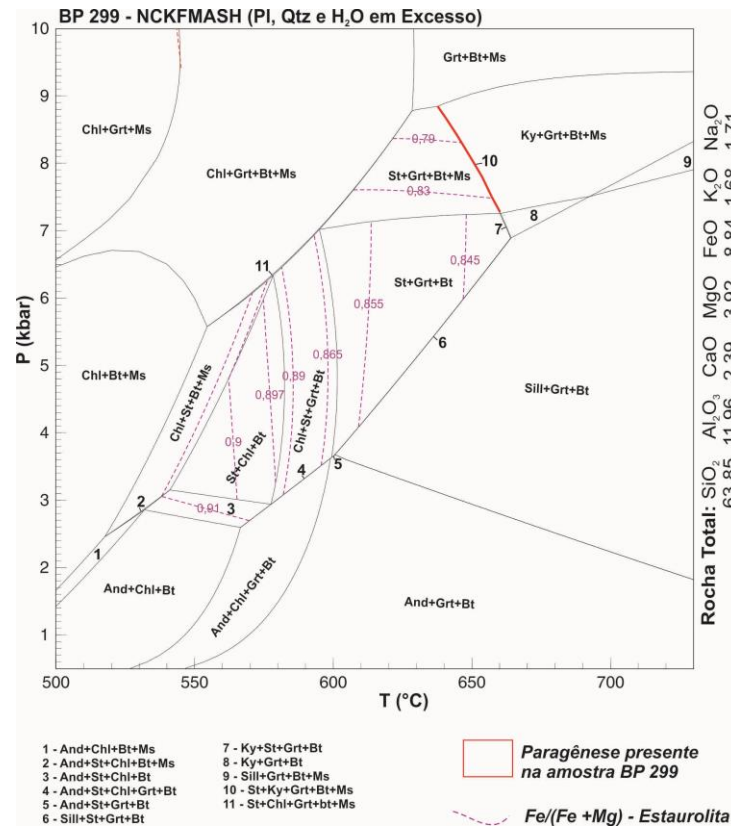 BP 299 - NCKFMASH (Pl, Qtz e H₂O em Excesso)
10
9
8
7
6
5
4
3
2
1
P (kbar)
500
550
600
650
700
T (°C)
Grt+Bt+Ms
Chl+Grt+Ms
Chl+Grt+Bt+Ms
Ky+Grt+Bt+Ms
St+Grt+Bt+Ms
0,79
0,83
10
9
8
7
11
St+Grt+Bt
0,845
0,855
0,865
0,89
0,897
0,9
0,91
6
Chl+Bt+Ms
Chl+St+Bt+Ms
St+Chl+Bt
Chl+St+Grt+Bt
Sill+Grt+Bt
5
4
3
2
1
And+Chl+Bt
And+Chl+Grt+Bt
And+Grt+Bt
Rocha Total: SiO₂ Al₂O₃ CaO MgO FeO K₂O Na₂O
63,85 11,96 2,39 3,92 8,84 1,68 1,71
1 - And+Chl+Bt+Ms
2 - And+St+Chl+Bt+Ms
3 - And+St+Chl+Bt
4 - And+St+Chl+Grt+Bt
5 - And+St+Grt+Bt
6 - Sill+St+Grt+Bt
7 - Ky+St+Grt+Bt
8 - Ky+Grt+Bt
9 - Sill+Grt+Bt+Ms
10 - St+Ky+Grt+Bt+Ms
11 - St+Chl+Grt+bt+Ms
Paragênese presente
na amostra BP 299
Fe/(Fe +Mg) - Estaurolita